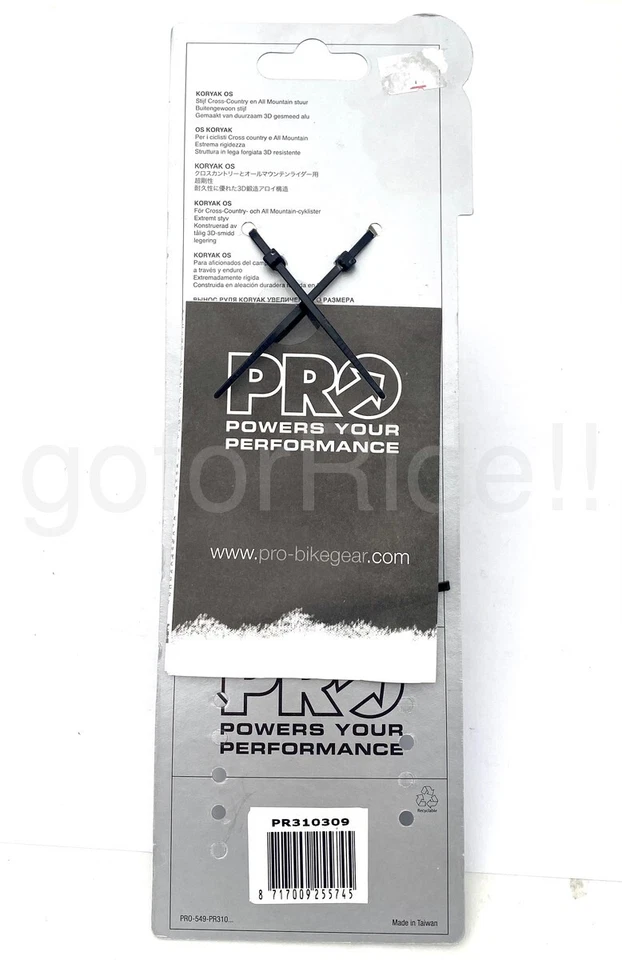 KORYAK OS
Stijf Cross-Country en All Mountain stuur
Buitengewoon stijf
Gemaakt van duurzaam 3D gesmeed alu
OS KORYAK
Per i ciclisti Cross country e All Mountain
Estrema rigidezza
Struttura in lega forgiata 3D resistente
KORYAK OS
クロスカントリーとオールマウンテンライダー用
超剛性
耐久性に優れた3D鍛造アロイ構造
KORYAK OS
För Cross-Country- och All Mountain-cyklister
Extremt styv
Konstruerad av
tålig 3D-smidd
legering
KORYAK OS
Para aficionados del
a través y enduro
Extremadamente rígida
Construida en aleación duradera en
ВЫНОС РУЛЯ KORYAK РАЗМЕРА
PRO
POWERS YOUR
PERFORMANCE
goforRide!!
www.pro-bikegear.com
PRO
POWERS YOUR
PERFORMANCE
Recyclable
PR310309
8 717009 255745
PRO-549-PR310...
Made in Taiwan